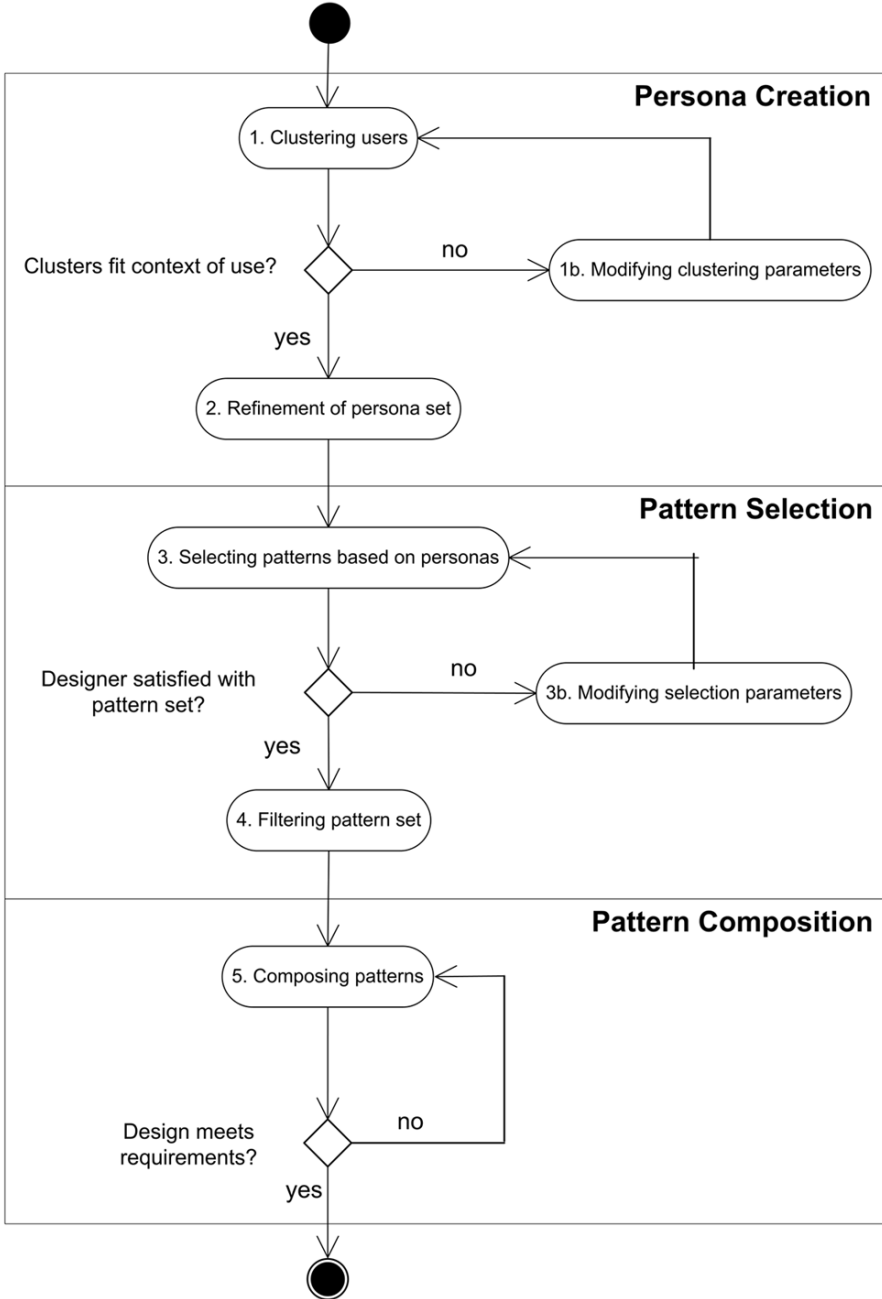 Persona Creation
1. Clustering users
Clusters fit context of use?
no
1b. Modifying clustering parameters
yes
2. Refinement of persona set
Pattern Selection
3. Selecting patterns based on personas
Designer satisfied with
pattern set?
no
3b. Modifying selection parameters
yes
4. Filtering pattern set
Pattern Composition
5. Composing patterns
Design meets
requirements?
no
yes